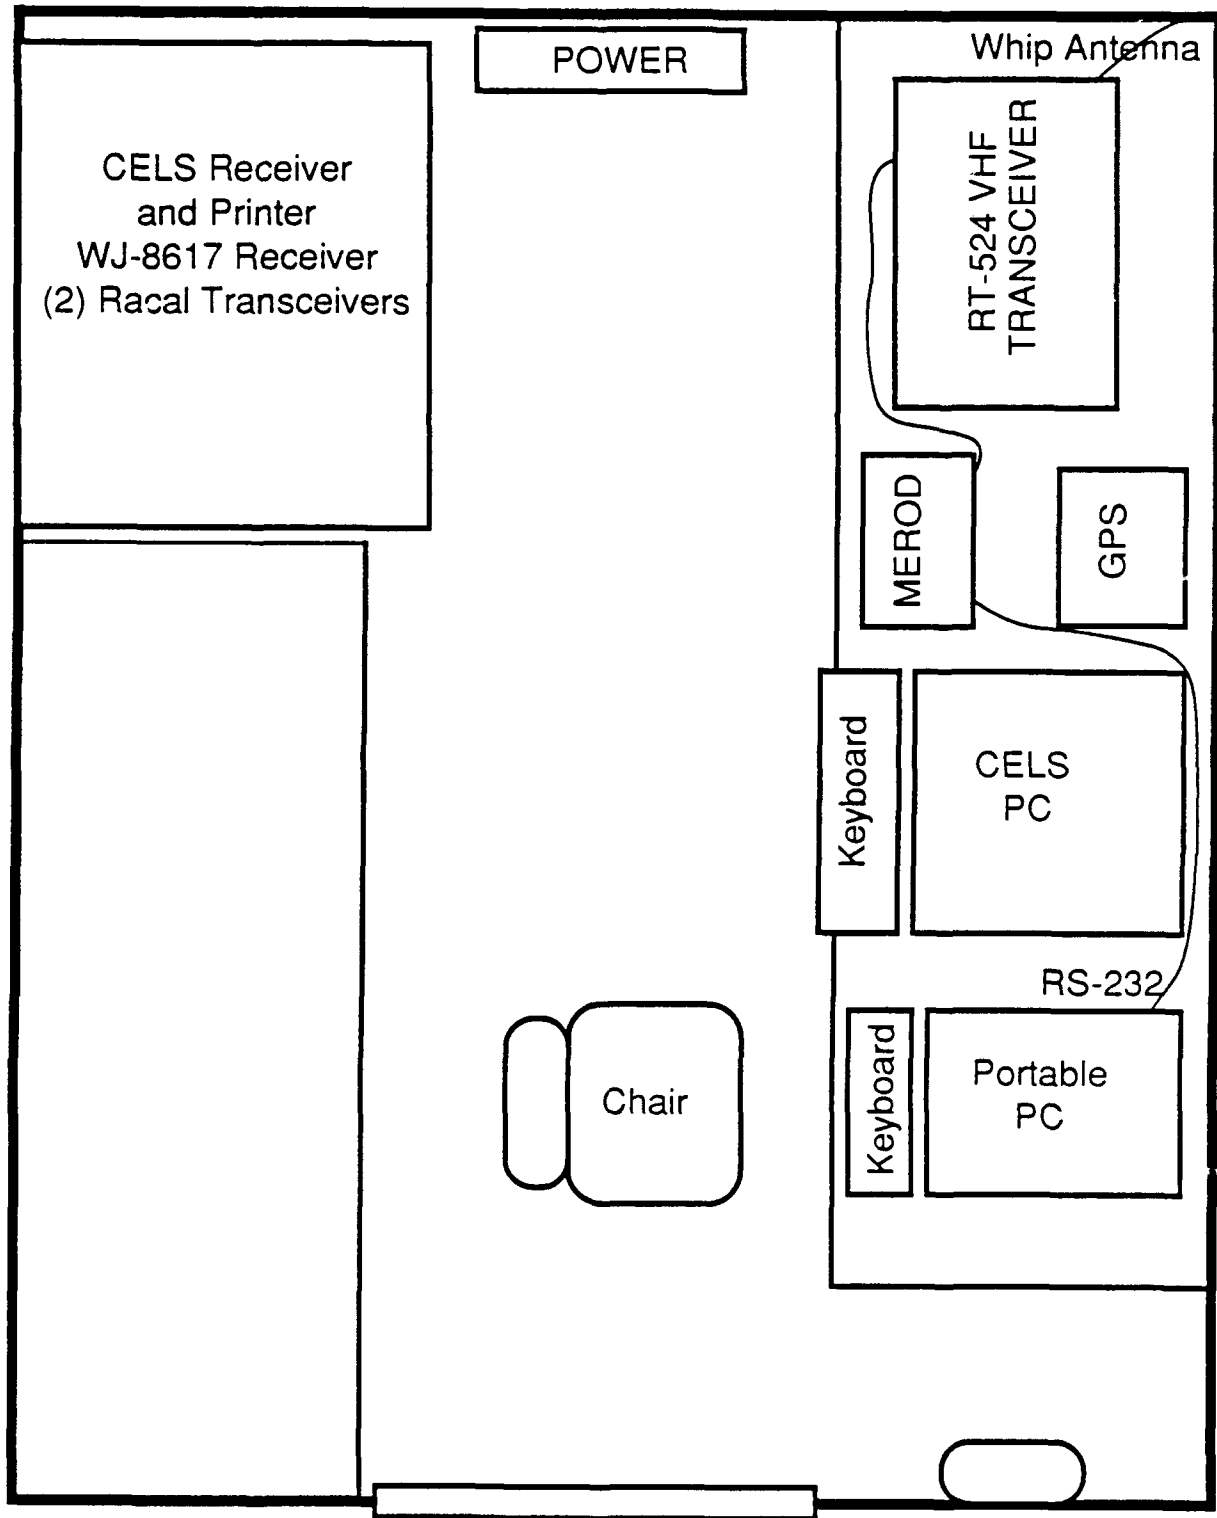 POWER
Whip Antenna
CELS Receiver
and Printer
WJ-8617 Receiver
(2) Racal Transceivers
RT-524 VHF
TRANSCEIVER
MEROD
GPS
Keyboard
CELS
PC
RS-232
Keyboard
Portable
PC
Chair